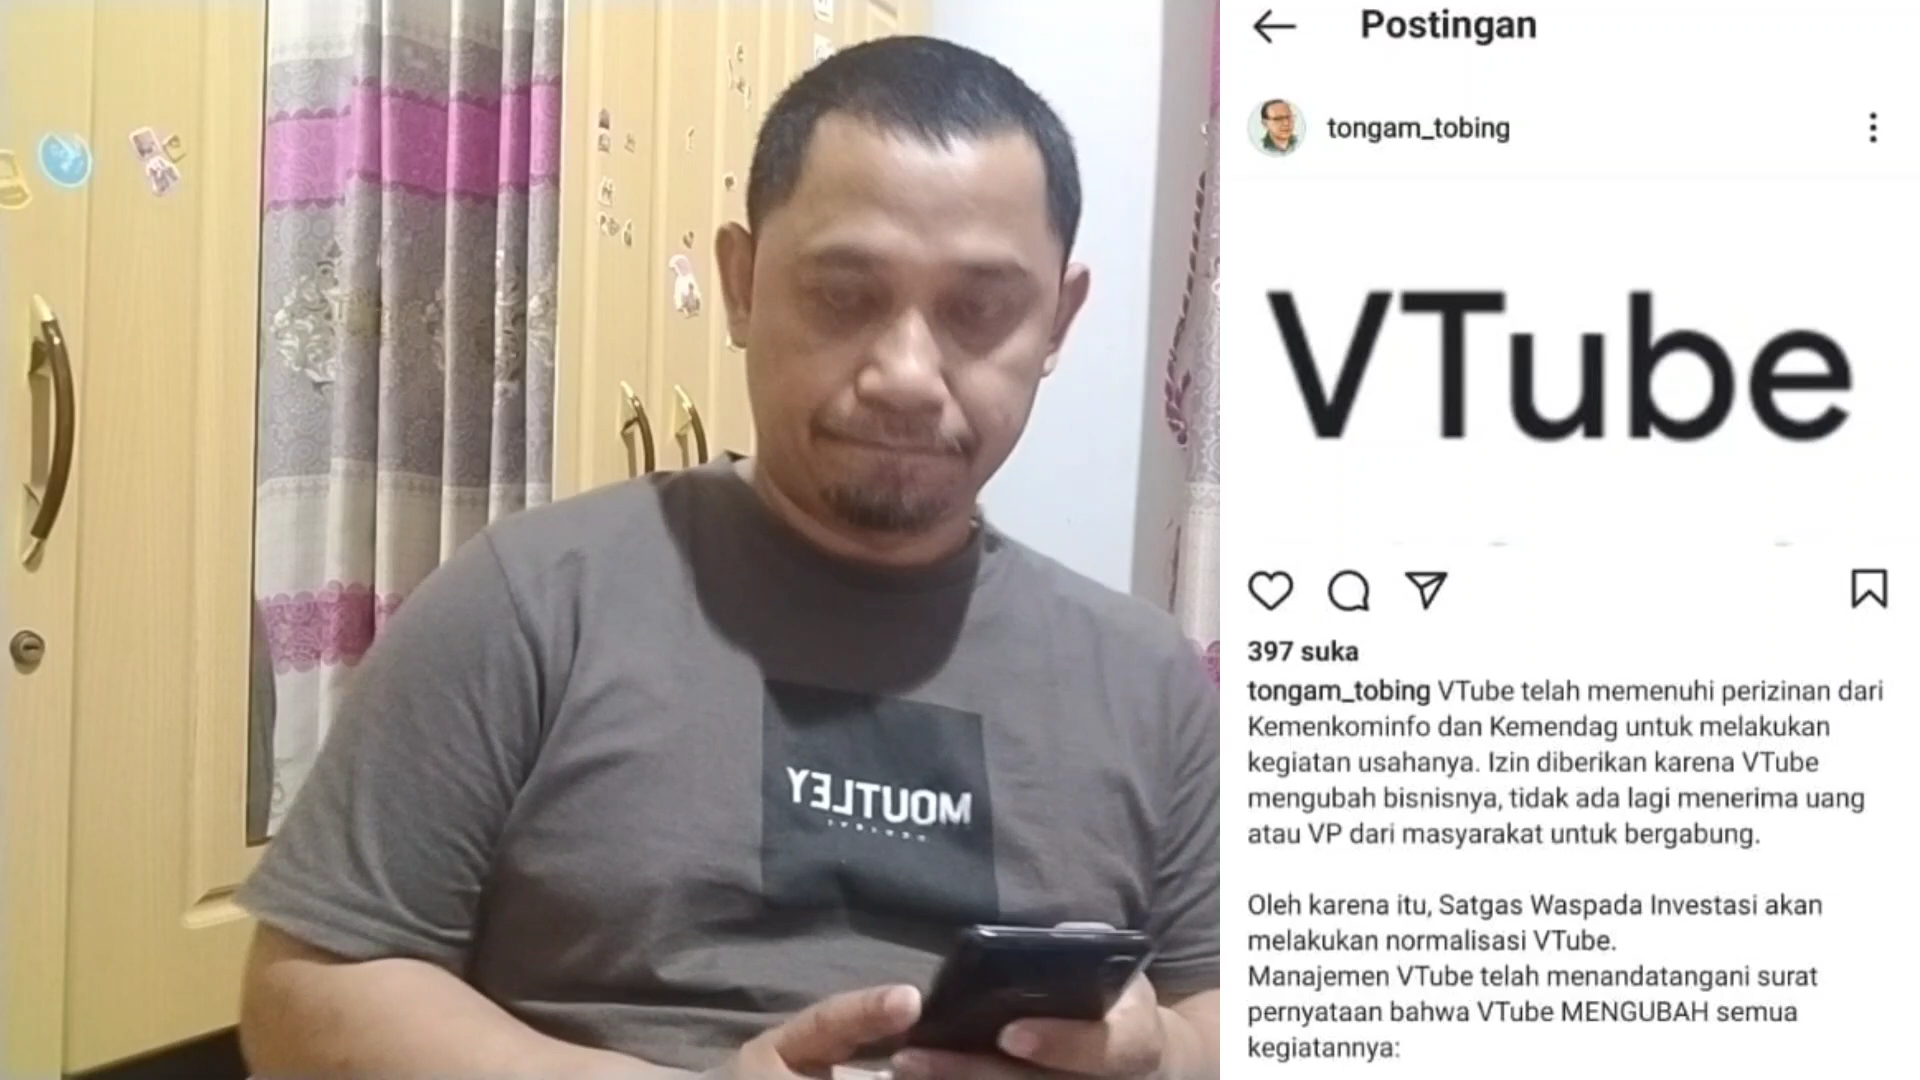 Postingan
tongam_tobing
VTube
397 suka
tongam_tobing VTube telah memenuhi perizinan dari
Kemenkominfo dan Kemendag untuk melakukan
kegiatan usahanya. Izin diberikan karena VTube
mengubah bisnisnya, tidak ada lagi menerima uang
atau VP dari masyarakat untuk bergabung.
Oleh karena itu, Satgas Waspada Investasi akan
melakukan normalisasi VTube.
Manajemen VTube telah menandatangani surat
pernyataan bahwa VTube MENGUBAH semua
kegiatannya:
MOUTLEY